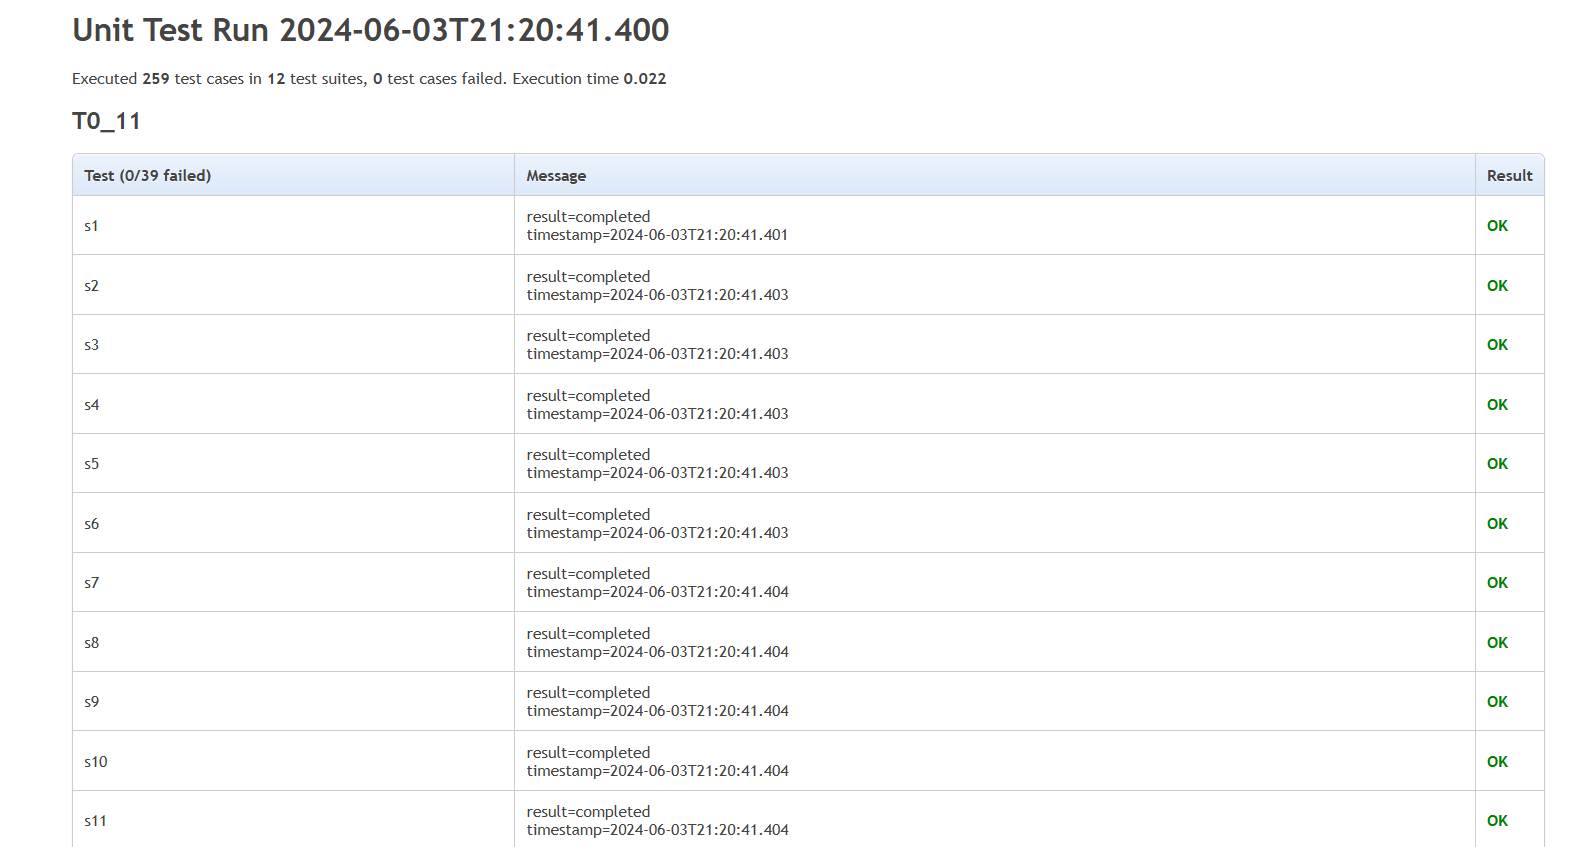 Unit Test Run 2024-06-03T21:20:41.400
Executed 259 test cases in 12 test suites, 0 test cases failed. Execution time 0.022
T0_11
Test (0/39 failed) Message Result
s1 result=completed OK
timestamp=2024-06-03T21:20:41.401
s2 result=completed OK
timestamp=2024-06-03T21:20:41.403
s3 result=completed OK
timestamp=2024-06-03T21:20:41.403
s4 result=completed OK
timestamp=2024-06-03T21:20:41.403
s5 result=completed OK
timestamp=2024-06-03T21:20:41.403
s6 result=completed OK
timestamp=2024-06-03T21:20:41.403
s7 result=completed OK
timestamp=2024-06-03T21:20:41.404
s8 result=completed OK
timestamp=2024-06-03T21:20:41.404
s9 result=completed OK
timestamp=2024-06-03T21:20:41.404
s10 result=completed OK
timestamp=2024-06-03T21:20:41.404
s11 result=completed OK
timestamp=2024-06-03T21:20:41.404